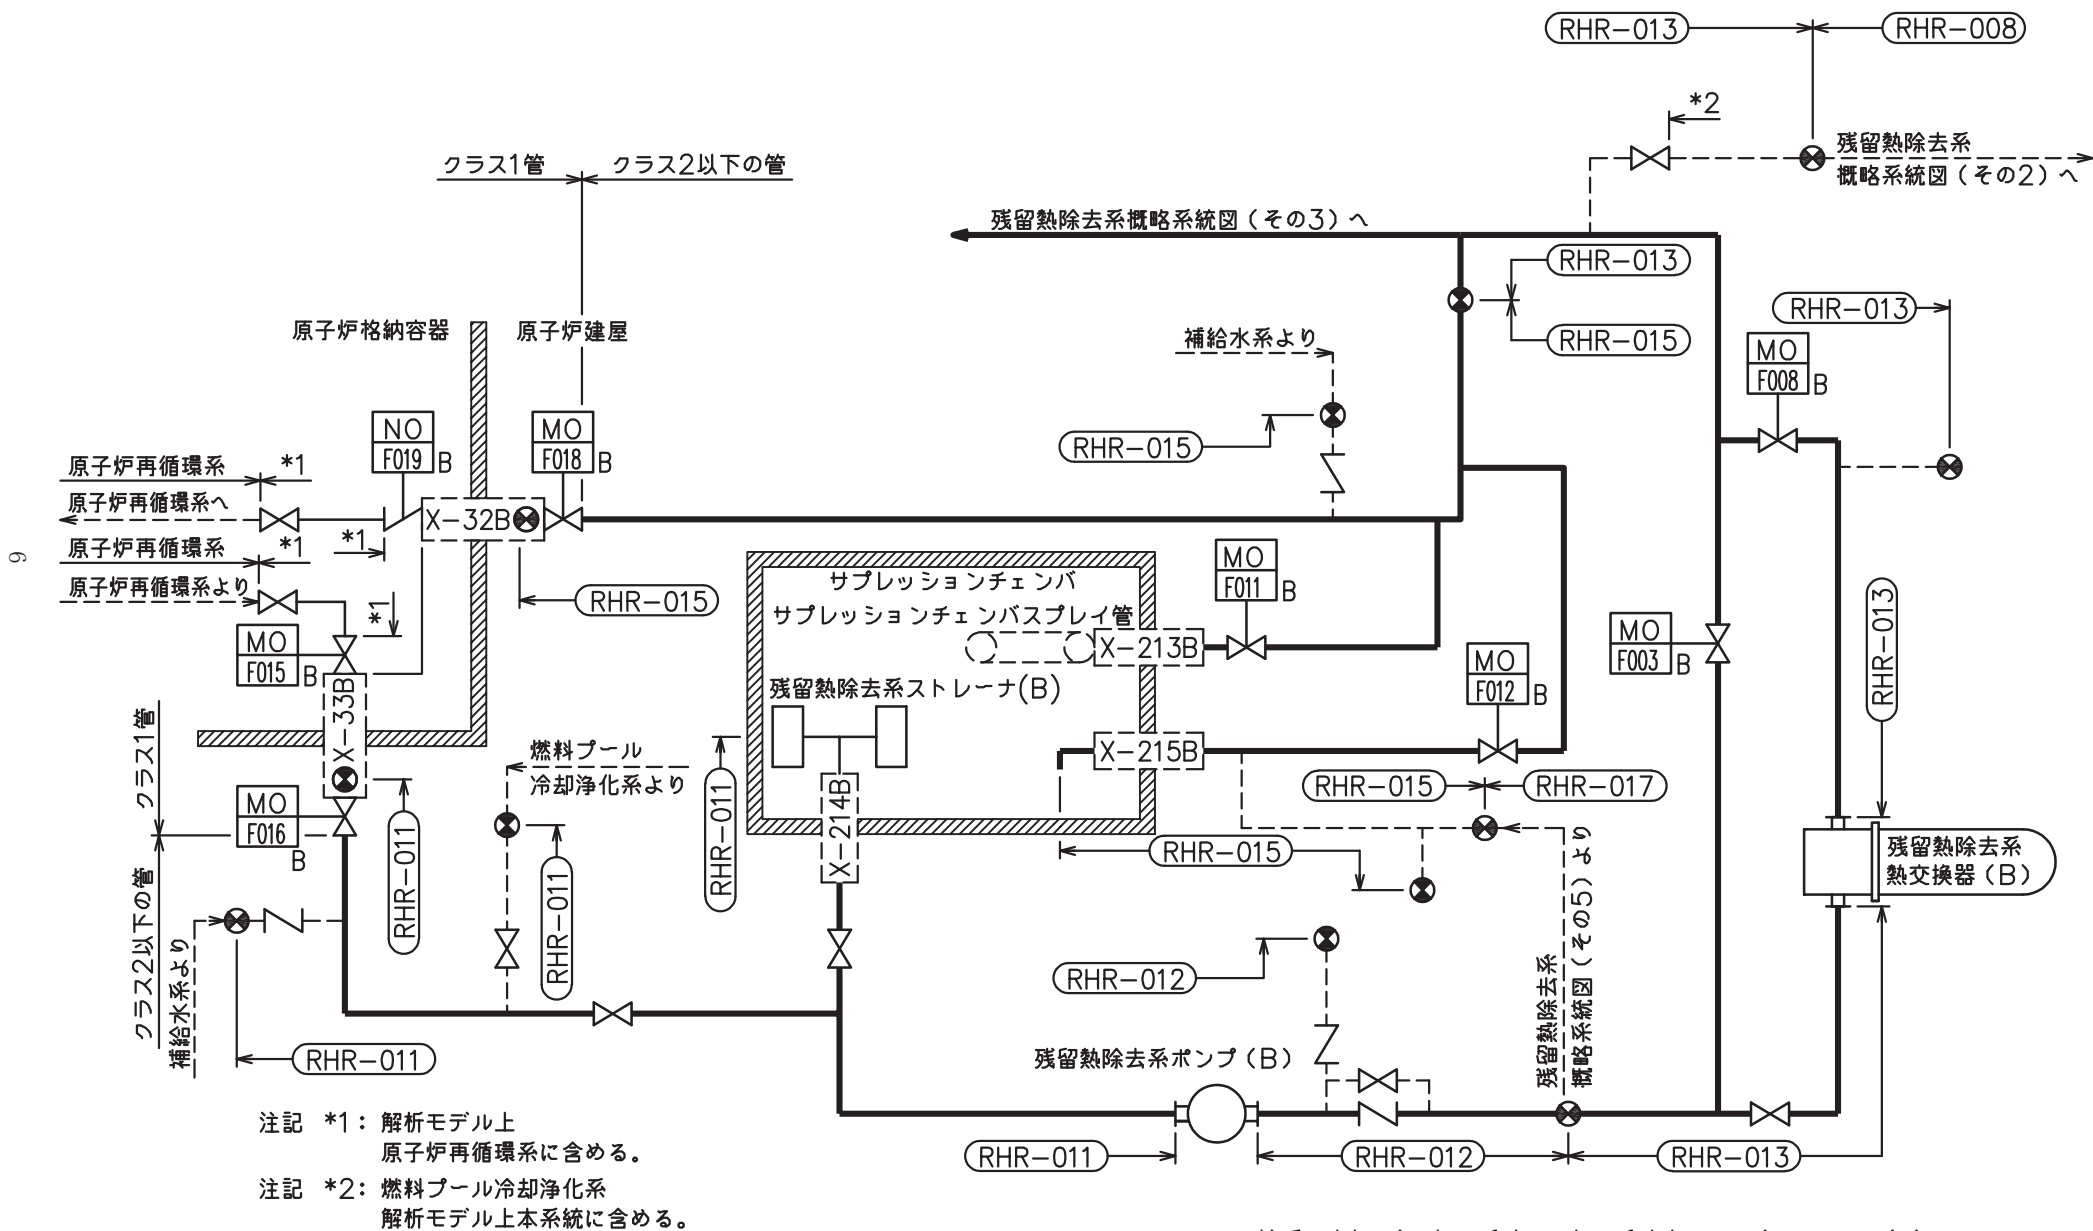 RHR-013
RHR-008
*2
残留熱除去系
概略系統図(その2)へ
クラス1管
クラス2以下の管
残留熱除去系概略系統図(その3)へ
RHR-013
RHR-015
RHR-013
原子炉格納容器
原子炉建屋
補給水系より
MO
F008
B
RHR-015
NO
F019
B
MO
F018
B
原子炉再循環系
*1
原子炉再循環系へ
X-32B
原子炉再循環系
*1
*1
原子炉再循環系より
RHR-015
*1
MO
F015
B
X-33B
サプレッションチェンバ
サプレッションチェンバスプレイ管
X-213B
MO
F011
B
残留熱除去系ストレーナ(B)
X-215B
MO
F012
B
MO
F003
B
RHR-013
クラス1管
クラス2以下の管
MO
F016
B
RHR-011
燃料プール
冷却浄化系より
RHR-011
RHR-011
X-214B
RHR-015
RHR-017
RHR-015
残留熱除去系
熱交換器(B)
補給水系より
RHR-011
RHR-012
残留熱除去系
概略系統図(その5)より
残留熱除去系ポンプ(B)
RHR-011
RHR-012
RHR-013
注記 *1: 解析モデル上
原子炉再循環系に含める。
注記 *2: 燃料プール冷却浄化系
解析モデル上本系統に含める。
9